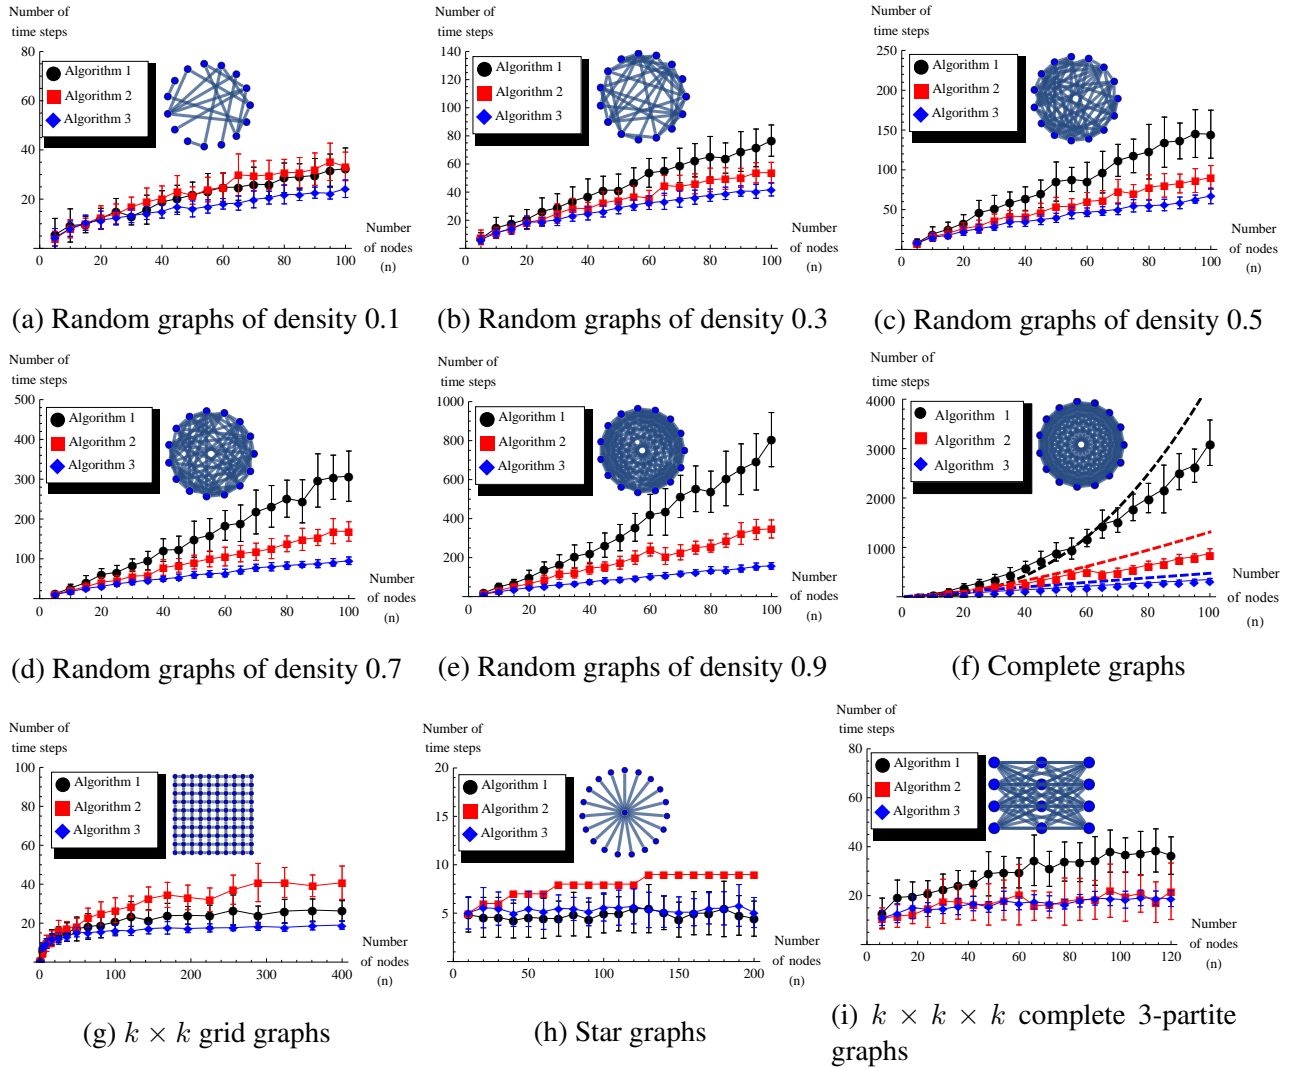 Number of
time steps
80
60
40
20
0
20
40
60
80
100
Algorithm 1
Algorithm 2
Algorithm 3
Number
of nodes
(n)
(a) Random graphs of density 0.1
Number of
time steps
140
120
100
80
60
40
20
0
20
40
60
80
100
Algorithm 1
Algorithm 2
Algorithm 3
Number
of nodes
(n)
(b) Random graphs of density 0.3
Number of
time steps
250
200
150
100
50
0
20
40
60
80
100
Algorithm 1
Algorithm 2
Algorithm 3
Number
of nodes
(n)
(c) Random graphs of density 0.5
Number of
time steps
500
400
300
200
100
0
20
40
60
80
100
Algorithm 1
Algorithm 2
Algorithm 3
Number
of nodes
(n)
(d) Random graphs of density 0.7
Number of
time steps
1000
800
600
400
200
0
20
40
60
80
100
Algorithm 1
Algorithm 2
Algorithm 3
Number
of nodes
(n)
(e) Random graphs of density 0.9
Number of
time steps
4000
3000
2000
1000
0
20
40
60
80
100
Algorithm 1
Algorithm 2
Algorithm 3
Number
of nodes
(n)
(f) Complete graphs
Number of
time steps
100
80
60
40
20
0
100
200
300
400
Algorithm 1
Algorithm 2
Algorithm 3
Number
of nodes
(n)
(g) k × k grid graphs
Number of
time steps
20
15
10
5
0
50
100
150
200
Algorithm 1
Algorithm 2
Algorithm 3
Number
of nodes
(n)
(h) Star graphs
Number of
time steps
80
60
40
20
0
20
40
60
80
100
120
Algorithm 1
Algorithm 2
Algorithm 3
Number
of nodes
(n)
(i) k × k × k complete 3-partite
graphs